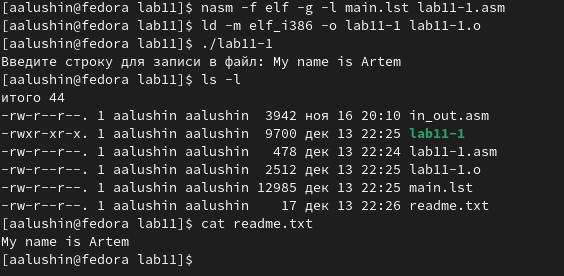 [aalushin@fedora lab11]$ nasm -f elf -g -l main.lst lab11-1.asm
[aalushin@fedora lab11]$ ld -m elf_i386 -o lab11-1 lab11-1.o
[aalushin@fedora lab11]$ ./lab11-1
Введите строку для записи в файл: My name is Artem
[aalushin@fedora lab11]$ ls -l
итого 44
-rw-r--r--. 1 aalushin aalushin  3942 ноя 16 20:10 in_out.asm
-rwxr-xr-x. 1 aalushin aalushin  9700 дек 13 22:25 lab11-1
-rw-r--r--. 1 aalushin aalushin   478 дек 13 22:24 lab11-1.asm
-rw-r--r--. 1 aalushin aalushin  2512 дек 13 22:25 lab11-1.o
-rw-r--r--. 1 aalushin aalushin 12985 дек 13 22:25 main.lst
-rw-r--r--. 1 aalushin aalushin    17 дек 13 22:26 readme.txt
[aalushin@fedora lab11]$ cat readme.txt
My name is Artem
[aalushin@fedora lab11]$